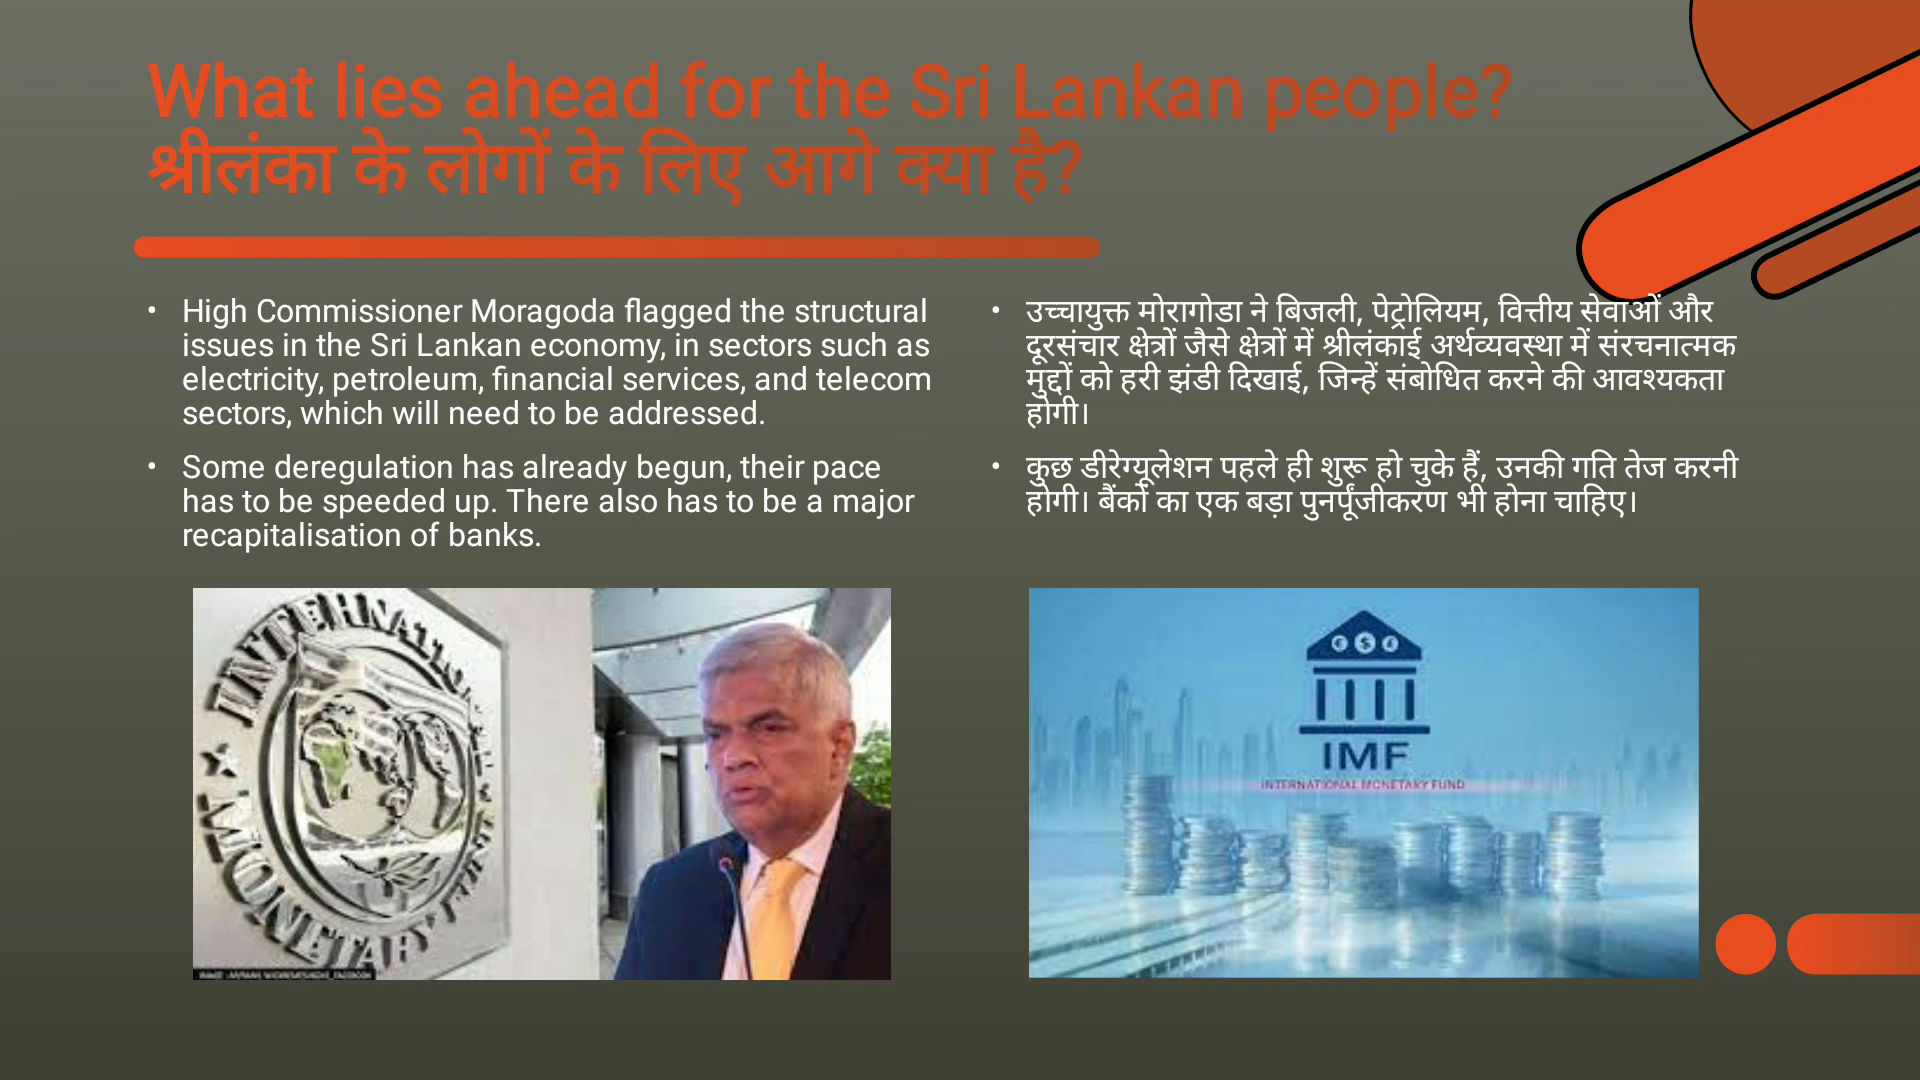 What lies ahead for the Sri Lankan people?
श्रीलंका के लोगों के लिए आगे क्या है?
• High Commissioner Moragoda flagged the structural
issues in the Sri Lankan economy, in sectors such as
electricity, petroleum, financial services, and telecom
sectors, which will need to be addressed.
• Some deregulation has already begun, their pace
has to be speeded up. There also has to be a major
recapitalisation of banks.
• उच्चायुक्त मोरागोडा ने बिजली, पेट्रोलियम, वित्तीय सेवाओं और
दूरसंचार क्षेत्रों जैसे क्षेत्रों में श्रीलंकाई अर्थव्यवस्था में संरचनात्मक
मुद्दों को हरी झंडी दिखाई, जिन्हें संबोधित करने की आवश्यकता
होगी।
• कुछ डीरेग्यूलेशन पहले ही शुरू हो चुके हैं, उनकी गति तेज करनी
होगी। बैंकों का एक बड़ा पुनर्पूंजीकरण भी होना चाहिए।
INTERNATIONAL
MONETARY
IMF
INTERNATIONAL MONETARY FUND